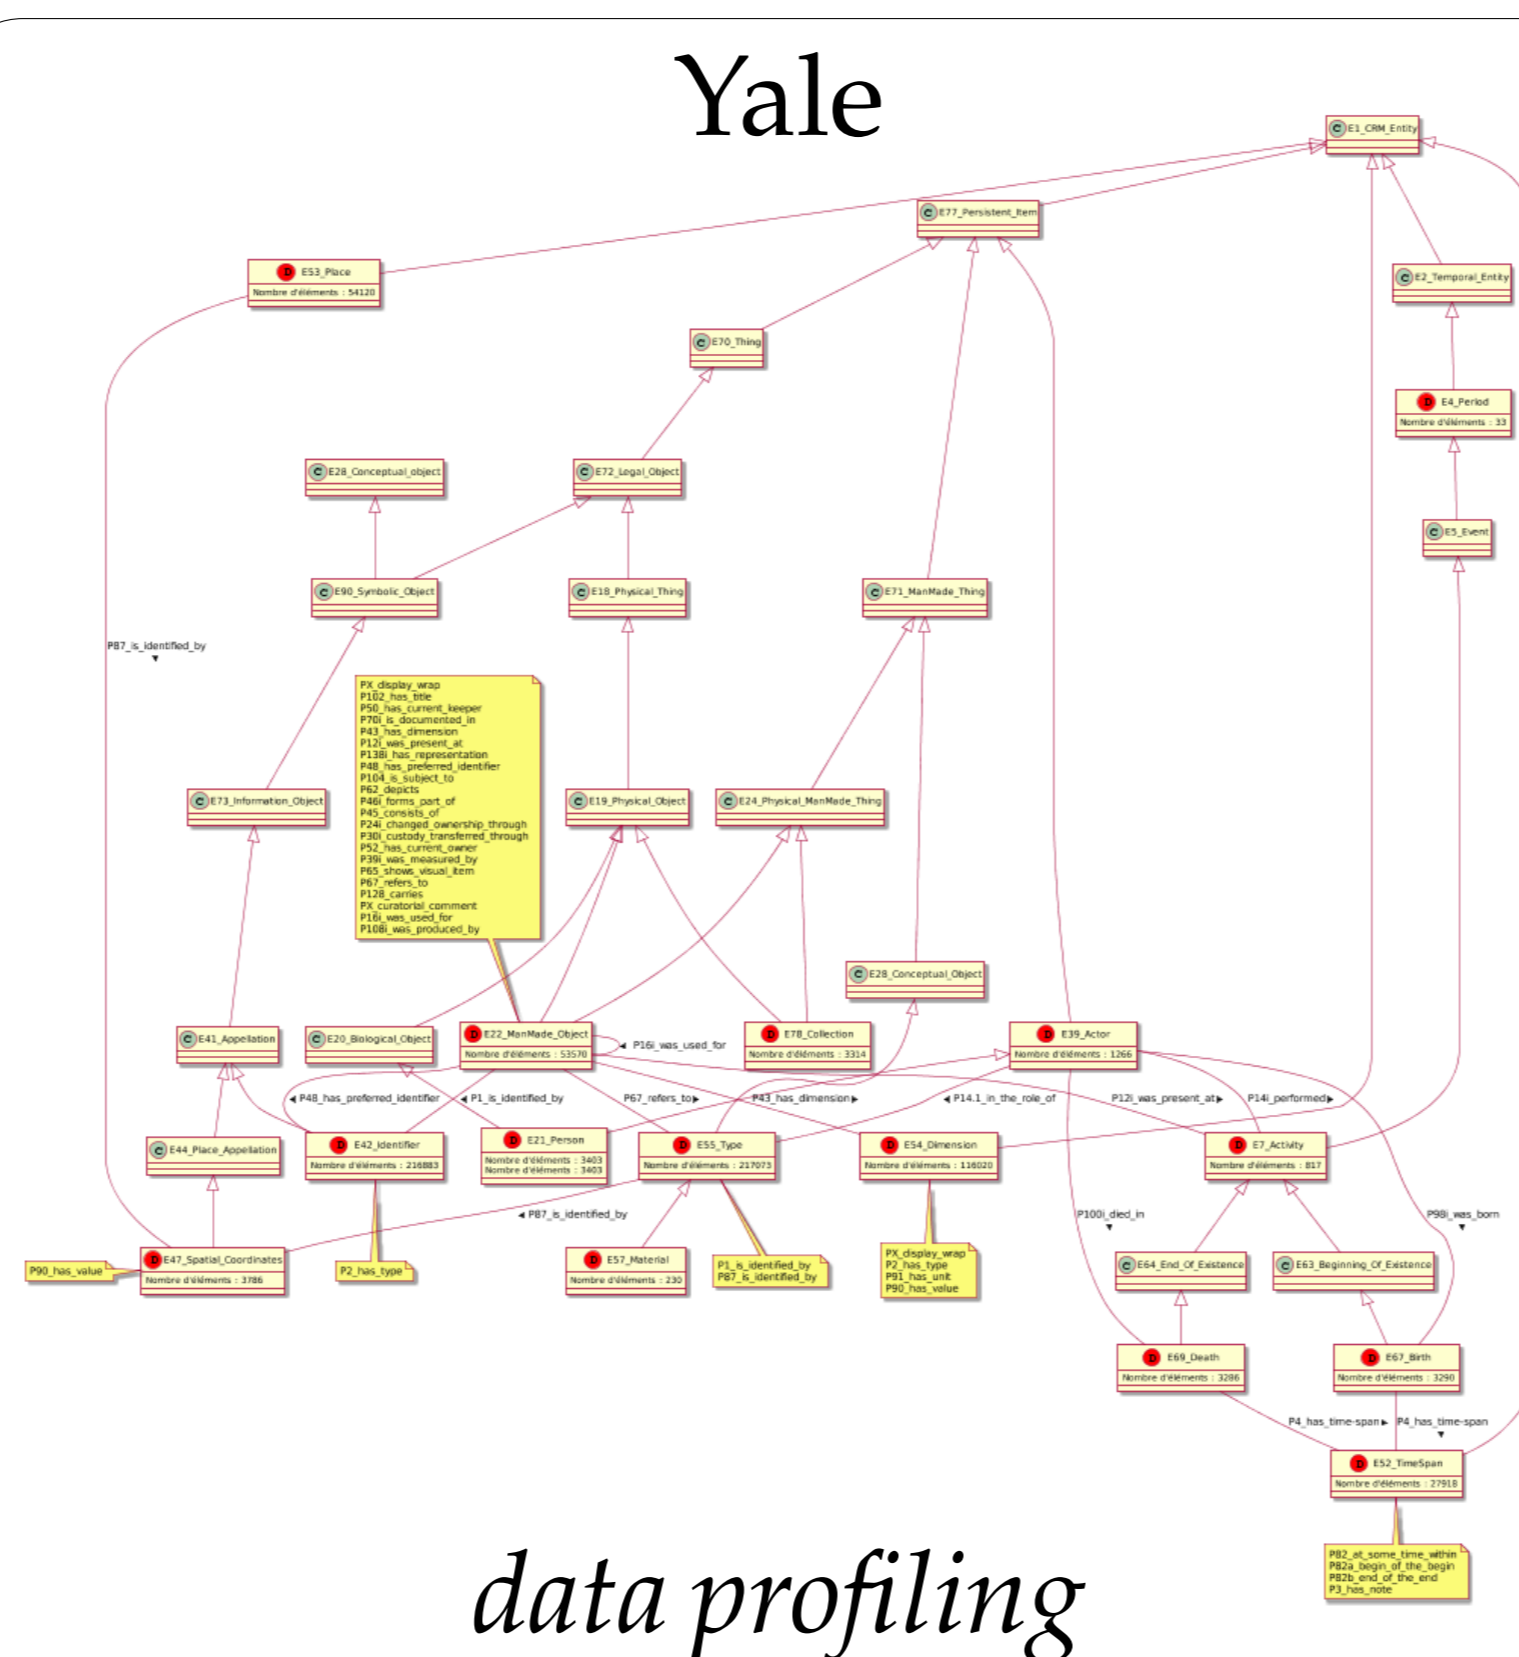 Yale
C E1_CRM_Entity
C E77_Persistent_Item
D E53_Place
Nombre d'éléments : 54120
C E2_Temporal_Entity
C E70_Thing
D E4_Period
Nombre d'éléments : 33
C E28_Conceptual_object
C E72_Legal_Object
C E5_Event
C E90_Symbolic_Object
C E18_Physical_Thing
C E71_ManMade_Thing
P87_is_identified_by
PX_display_wrap
P102_has_title
P50_has_current_keeper
P70i_is_documented_in
P43_has_dimension
P12i_was_present_at
P138i_has_representation
P48_has_preferred_identifier
P104_is_subject_to
P62_depicts
P46i_forms_part_of
P45_consists_of
P24i_changed_ownership_through
P30i_custody_transferred_through
P52_has_current_owner
P39i_was_measured_by
P65_shows_visual_item
P67_refers_to
P128_carries
PX_curatorial_comment
P16i_was_used_for
P108i_was_produced_by
C E73_Information_Object
C E19_Physical_Object
C E24_Physical_ManMade_Thing
C E28_Conceptual_Object
C E41_Appellation
C E20_Biological_Object
D E22_ManMade_Object
Nombre d'éléments : 53570
P16i_was_used_for
D E78_Collection
Nombre d'éléments : 3314
D E39_Actor
Nombre d'éléments : 1266
P48_has_preferred_identifier
P1_is_identified_by
P67_refers_to
P43_has_dimension
P14.1_in_the_role_of
P12i_was_present_at
P14i_performed
C E44_Place_Appellation
D E42_Identifier
Nombre d'éléments : 216883
D E21_Person
Nombre d'éléments : 3403
Nombre d'éléments : 3403
D E55_Type
Nombre d'éléments : 217073
D E54_Dimension
Nombre d'éléments : 116020
D E7_Activity
Nombre d'éléments : 817
P87_is_identified_by
P100i_died_in
P98i_was_born
P90_has_value
D E47_Spatial_Coordinates
Nombre d'éléments : 3786
P2_has_type
D E57_Material
Nombre d'éléments : 230
P1_is_identified_by
P87_is_identified_by
PX_display_wrap
P2_has_type
P91_has_unit
P90_has_value
C E64_End_Of_Existence
C E63_Beginning_Of_Existence
D E69_Death
Nombre d'éléments : 3286
D E67_Birth
Nombre d'éléments : 3290
P4_has_time-span
P4_has_time-span
D E52_TimeSpan
Nombre d'éléments : 27918
P82_at_some_time_within
P82a_begin_of_the_begin
P82b_end_of_the_end
P3_has_note
data profiling